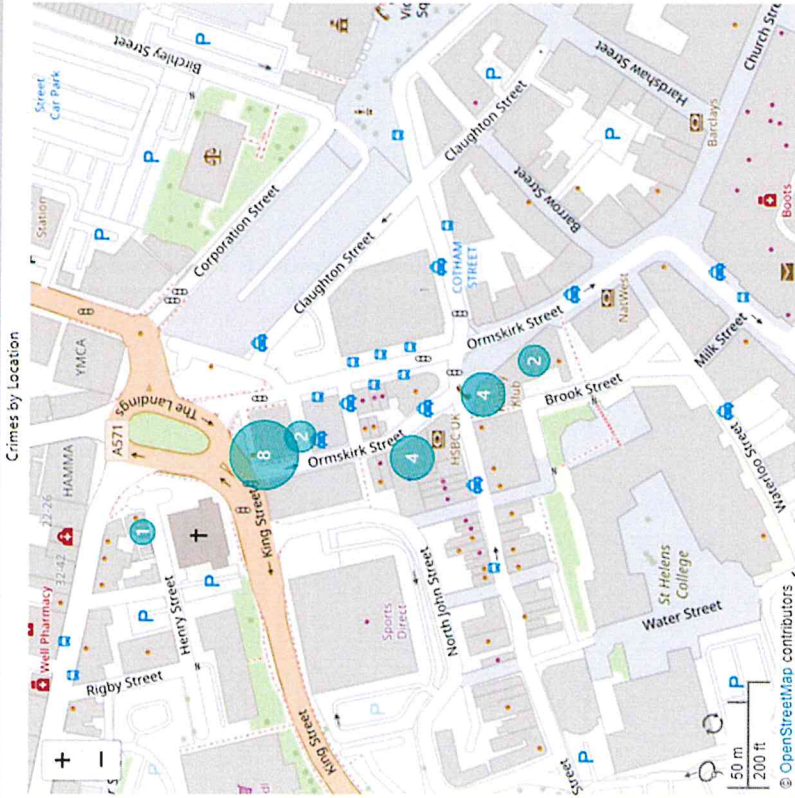 Crimes by Location
Street
Car Park
Birchley Street
P
P
Station
P
Corporation Street
Claughton Street
Claughton Street
P
Hardshaw Street
Church Stre
Barclays
P
Barrow Street
Boots
COTHAM
STREET
Ormskirk Street
NatWest
Milk Street
YMCA
The Landings
A571
HAMMA
22-26
32-42
Well Pharmacy
Henry Street
Rigby Street
P
P
P
King Street
King Street
Ormskirk Street
HSBC UK
Klub
Brook Street
Waterloo Street
St Helens
College
Water Street
North John Street
Sports
Direct
P
P
P
Street
8
2
4
4
2
1
+
−
50 m
200 ft
© OpenStreetMap contributors